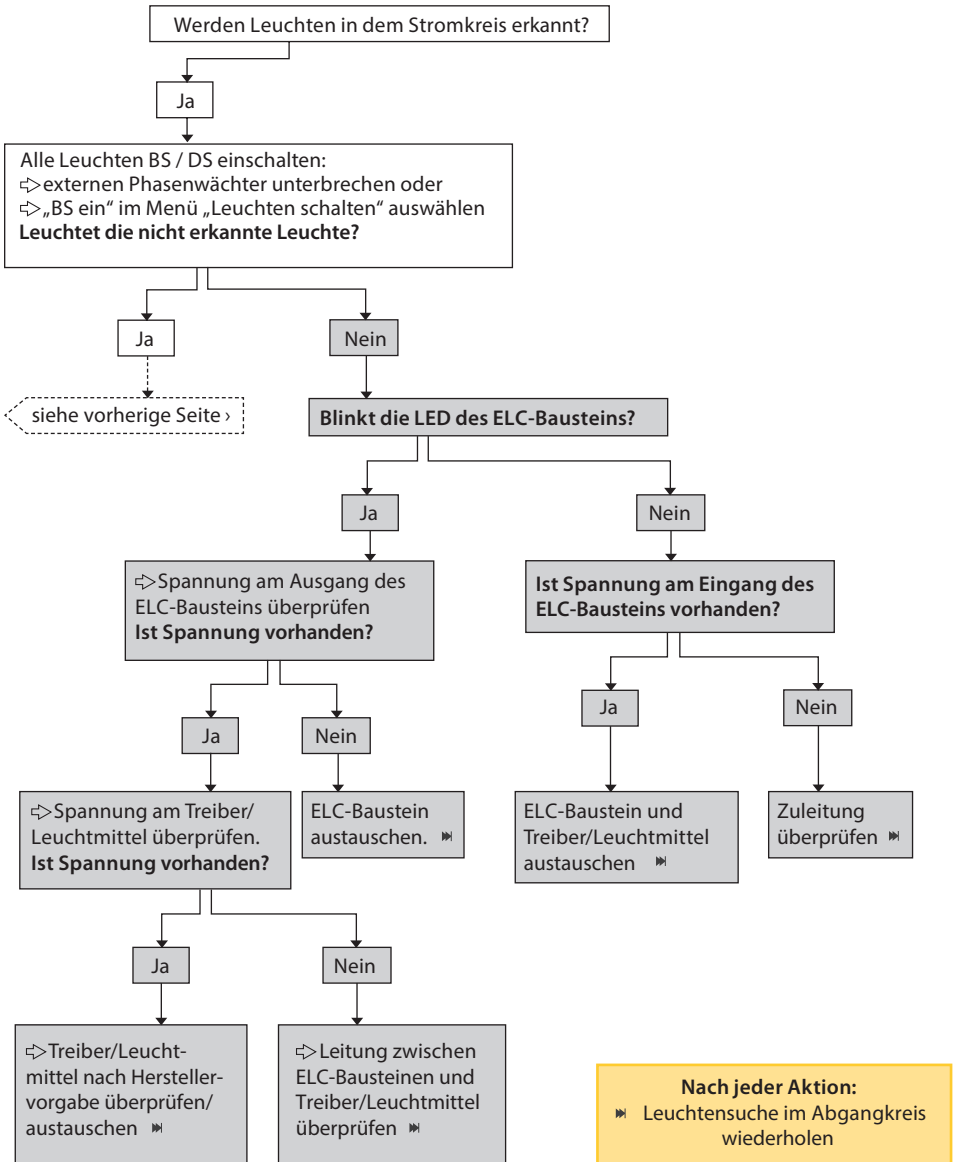 Werden Leuchten in dem Stromkreis erkannt?
Ja
Alle Leuchten BS / DS einschalten:
⇨externen Phasenwächter unterbrechen oder
⇨„BS ein“ im Menü „Leuchten schalten“ auswählen
Leuchtet die nicht erkannte Leuchte?
Ja
Nein
siehe vorherige Seite ›
Blinkt die LED des ELC-Bausteins?
Ja
Nein
⇨Spannung am Ausgang des
ELC-Bausteins überprüfen
Ist Spannung vorhanden?
Ist Spannung am Eingang des
ELC-Bausteins vorhanden?
Ja
Nein
Ja
Nein
⇨Spannung am Treiber/
Leuchtmittel überprüfen.
Ist Spannung vorhanden?
ELC-Baustein
austauschen. ⏭
ELC-Baustein und
Treiber/Leuchtmittel
austauschen ⏭
Zuleitung
überprüfen ⏭
Ja
Nein
⇨Treiber/Leucht-
mittel nach Hersteller-
vorgabe überprüfen/
austauschen ⏭
⇨Leitung zwischen
ELC-Bausteinen und
Treiber/Leuchtmittel
überprüfen ⏭
Nach jeder Aktion:
⏭ Leuchtensuche im Abgangkreis
wiederholen